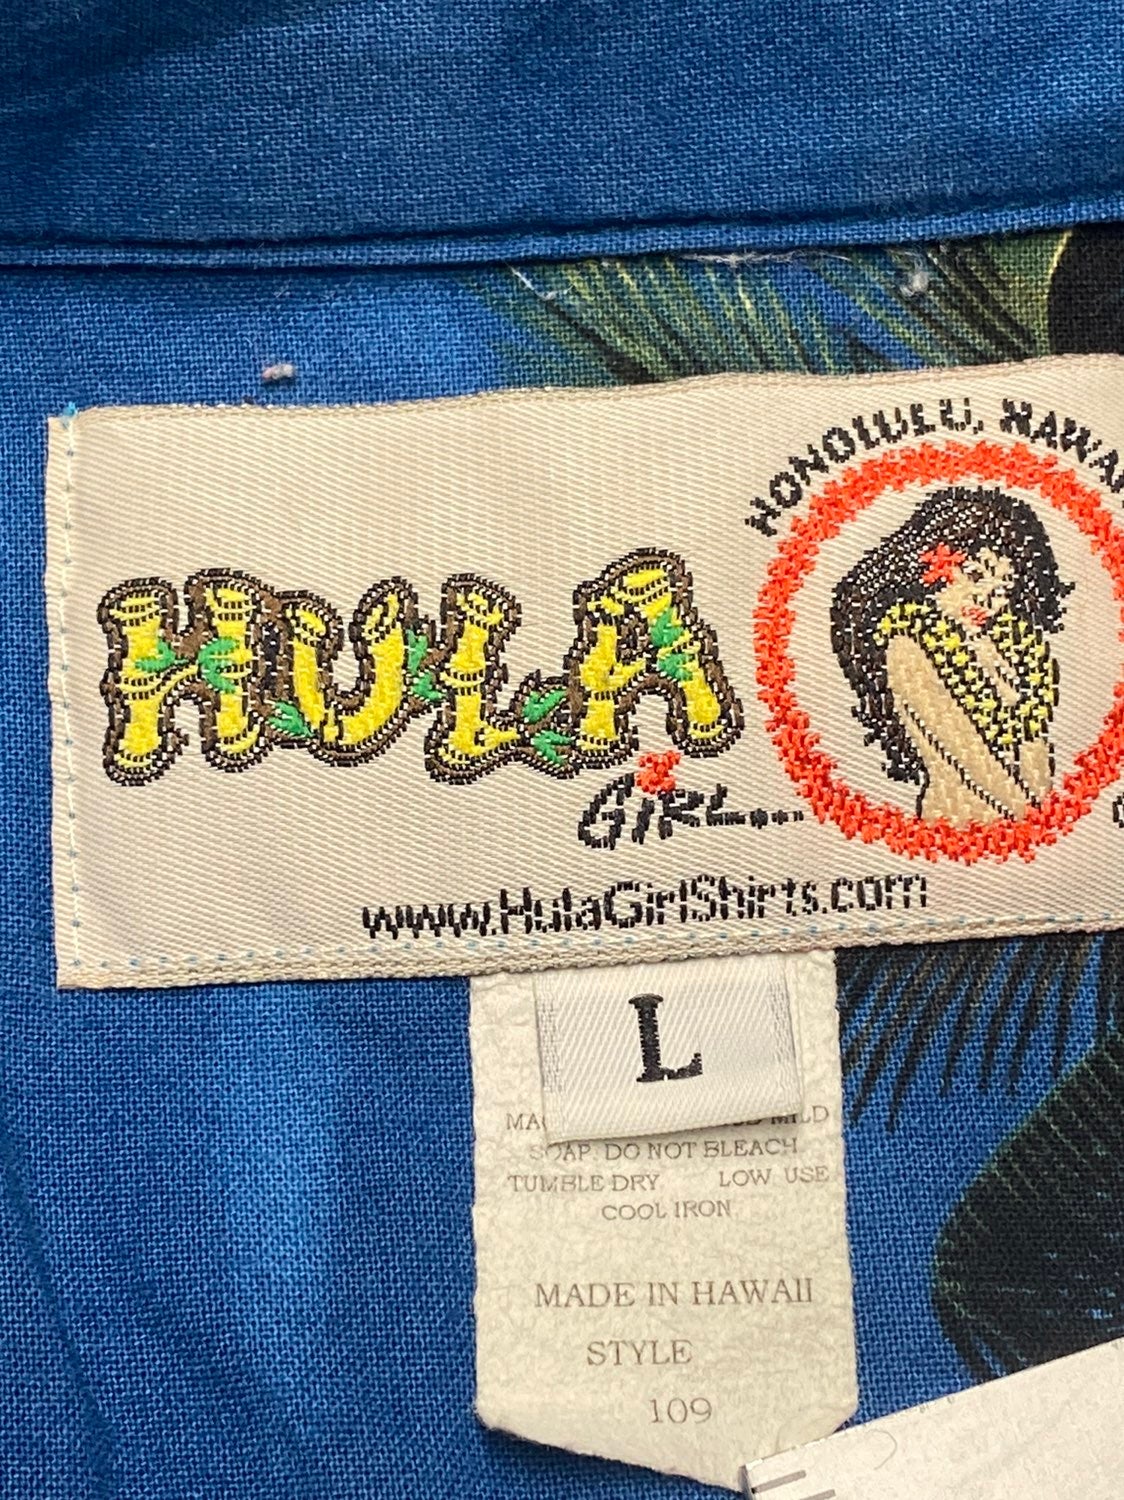 HONOLULU, HAWAII
HULA
GiRL...
www.HulaGirlShirts.com
L
MILD
SOAP. DO NOT BLEACH
TUMBLE DRY LOW USE
COOL IRON
MADE IN HAWAII
STYLE
109